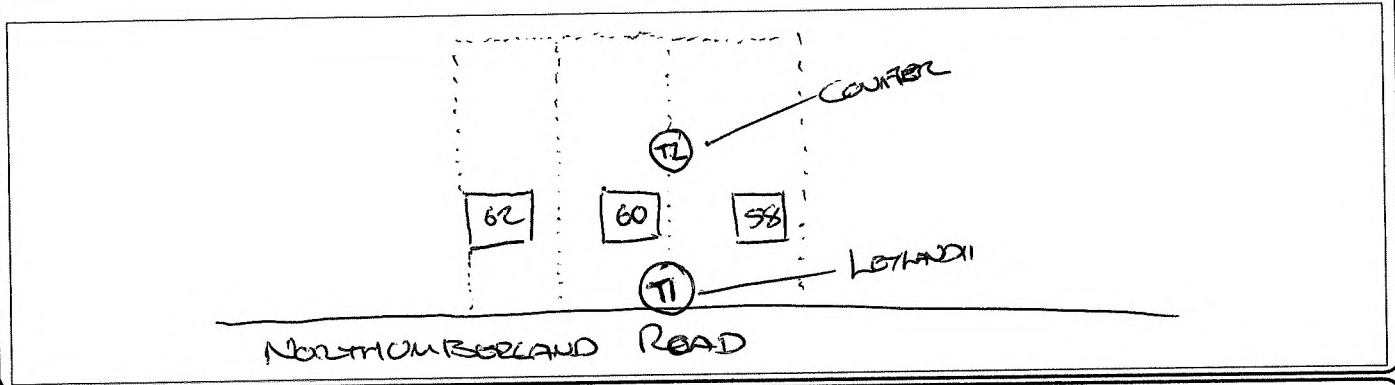 CONIFER
T2
62
60
58
LEYLANDII
T1
NORTHUMBERLAND ROAD